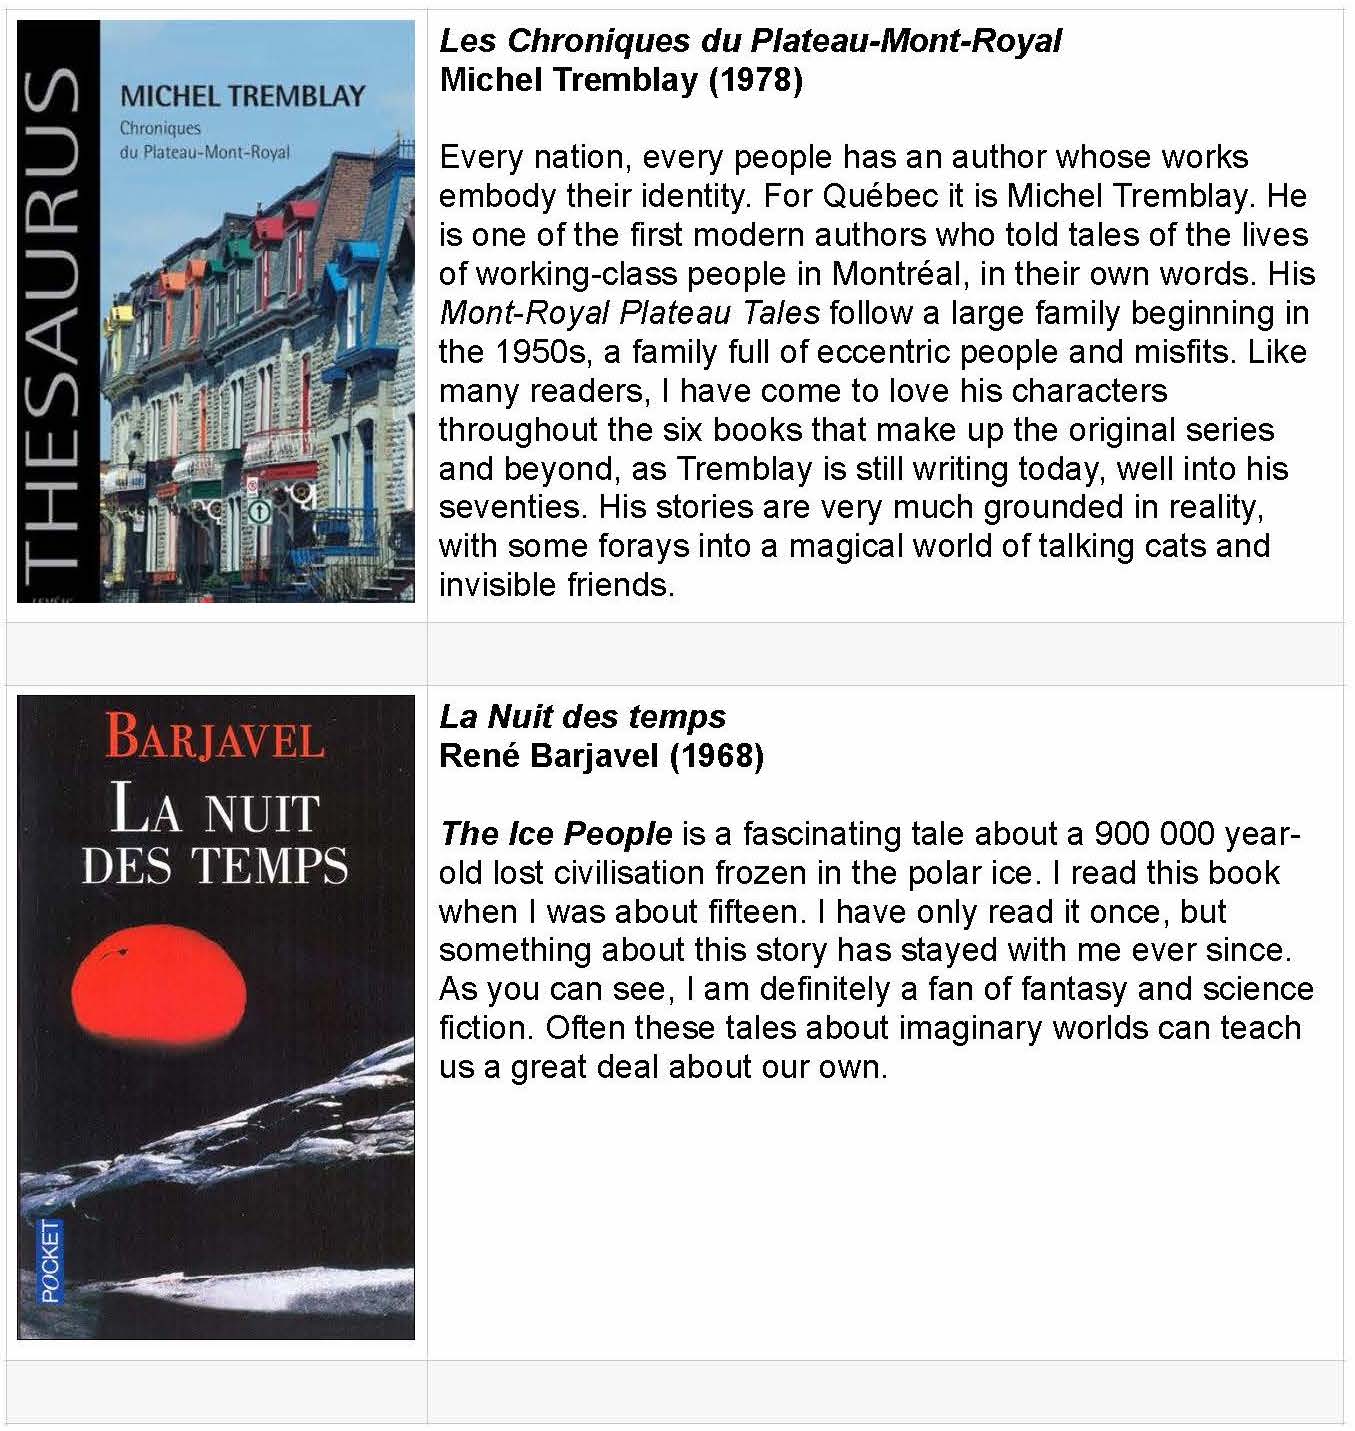 THESAURUS
MICHEL TREMBLAY
Chroniques
du Plateau-Mont-Royal
Les Chroniques du Plateau-Mont-Royal
Michel Tremblay (1978)
Every nation, every people has an author whose works
embody their identity. For Québec it is Michel Tremblay. He
is one of the first modern authors who told tales of the lives
of working-class people in Montréal, in their own words. His
Mont-Royal Plateau Tales follow a large family beginning in
the 1950s, a family full of eccentric people and misfits. Like
many readers, I have come to love his characters
throughout the six books that make up the original series
and beyond, as Tremblay is still writing today, well into his
seventies. His stories are very much grounded in reality,
with some forays into a magical world of talking cats and
invisible friends.
BARJAVEL
LA NUIT
DES TEMPS
POCKET
La Nuit des temps
René Barjavel (1968)
The Ice People is a fascinating tale about a 900 000 year-
old lost civilisation frozen in the polar ice. I read this book
when I was about fifteen. I have only read it once, but
something about this story has stayed with me ever since.
As you can see, I am definitely a fan of fantasy and science
fiction. Often these tales about imaginary worlds can teach
us a great deal about our own.